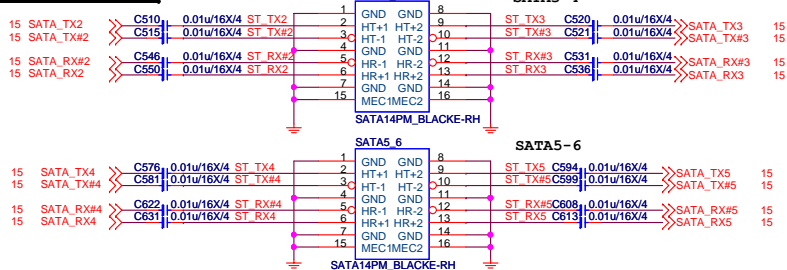 15 SATA_TX2 C510 0.01u/16X/4 ST_TX2 1 GND GND 8 ST_TX3 C520 0.01u/16X/4 SATA_TX3 15
15 SATA_TX#2 C515 0.01u/16X/4 ST_TX#2 2 HT+1 HT+2 9 ST_TX#3 C521 0.01u/16X/4 SATA_TX#3 15
3 HT-1 HT-2 10
4 GND GND 11
15 SATA_RX#2 C546 0.01u/16X/4 ST_RX#2 5 HR-1 HR-2 12 ST_RX#3 C531 0.01u/16X/4 SATA_RX#3 15
15 SATA_RX2 C550 0.01u/16X/4 ST_RX2 6 HR+1 HR+2 13 ST_RX3 C536 0.01u/16X/4 SATA_RX3 15
7 GND GND 14
15 MEC1 MEC2 16
SATA14PM_BLACKE-RH
SATA5_6 SATA5-6
1 GND GND 8
15 SATA_TX4 C576 0.01u/16X/4 ST_TX4 2 HT+1 HT+2 9 ST_TX5 C594 0.01u/16X/4 SATA_TX5 15
15 SATA_TX#4 C581 0.01u/16X/4 ST_TX#4 3 HT-1 HT-2 10 ST_TX#5 C599 0.01u/16X/4 SATA_TX#5 15
4 GND GND 11
15 SATA_RX#4 C622 0.01u/16X/4 ST_RX#4 5 HR-1 HR-2 12 ST_RX#5 C608 0.01u/16X/4 SATA_RX#5 15
15 SATA_RX4 C631 0.01u/16X/4 ST_RX4 6 HR+1 HR+2 13 ST_RX5 C613 0.01u/16X/4 SATA_RX5 15
7 GND GND 14
15 MEC1 MEC2 16
SATA14PM_BLACKE-RH